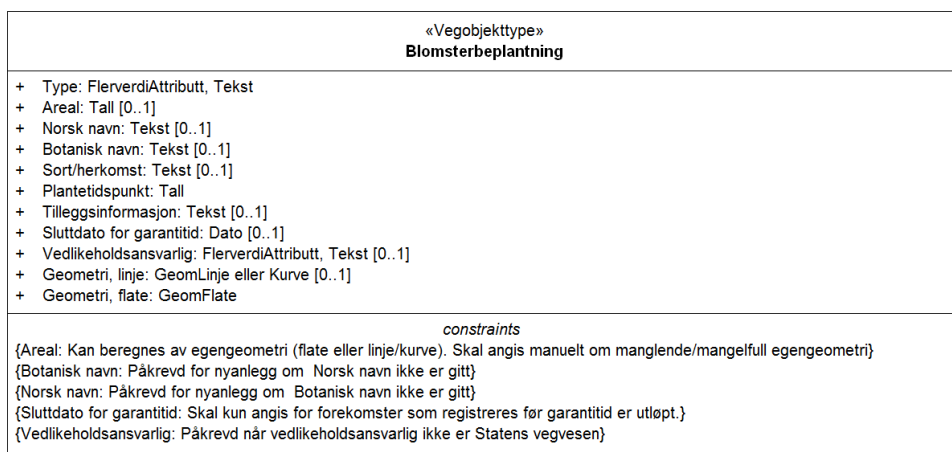 «Vegobjekttype»
Blomsterbeplantning
+ Type: FlerverdiAttributt, Tekst
+ Areal: Tall [0..1]
+ Norsk navn: Tekst [0..1]
+ Botanisk navn: Tekst [0..1]
+ Sort/herkomst: Tekst [0..1]
+ Plantetidspunkt: Tall
+ Tilleggsinformasjon: Tekst [0..1]
+ Sluttdato for garantitid: Dato [0..1]
+ Vedlikeholdsansvarlig: FlerverdiAttributt, Tekst [0..1]
+ Geometri, linje: GeomLinje eller Kurve [0..1]
+ Geometri, flate: GeomFlate
constraints
{Areal: Kan beregnes av egengeometri (flate eller linje/kurve). Skal angis manuelt om manglende/mangelfull egengeometri}
{Botanisk navn: Påkrevd for nyanlegg om  Norsk navn ikke er gitt}
{Norsk navn: Påkrevd for nyanlegg om  Botanisk navn ikke er gitt}
{Sluttdato for garantitid: Skal kun angis for forekomster som registreres før garantitid er utløpt.}
{Vedlikeholdsansvarlig: Påkrevd når vedlikeholdsansvarlig ikke er Statens vegvesen}